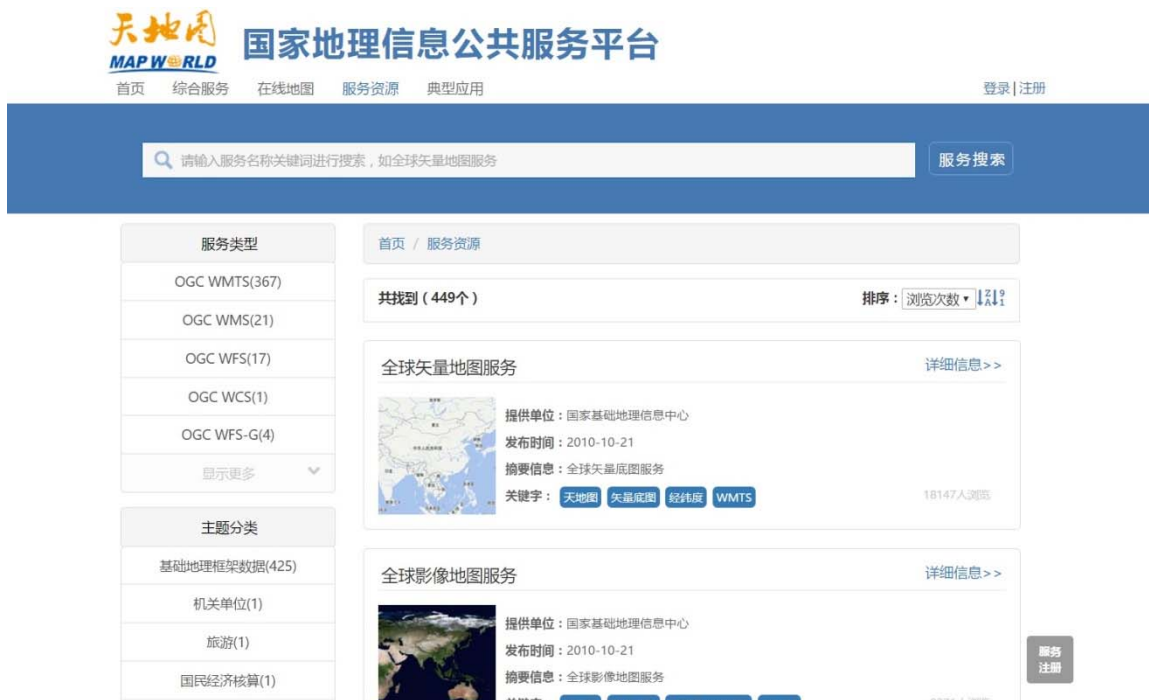 天地图
MAP WORLD
国家地理信息公共服务平台
首页 综合服务 在线地图 服务资源 典型应用
登录|注册
请输入服务名称关键词进行搜索，如全球矢量地图服务
服务搜索
服务类型
OGC WMTS(367)
OGC WMS(21)
OGC WFS(17)
OGC WCS(1)
OGC WFS-G(4)
显示更多
主题分类
基础地理框架数据(425)
机关单位(1)
旅游(1)
国民经济核算(1)
首页 / 服务资源
共找到（449个）
排序：浏览次数
全球矢量地图服务
详细信息>>
提供单位：国家基础地理信息中心
发布时间：2010-10-21
摘要信息：全球矢量底图服务
关键字：天地图 矢量底图 经纬度 WMTS
18147人浏览
全球影像地图服务
详细信息>>
提供单位：国家基础地理信息中心
发布时间：2010-10-21
摘要信息：全球影像地图服务
服务
注册